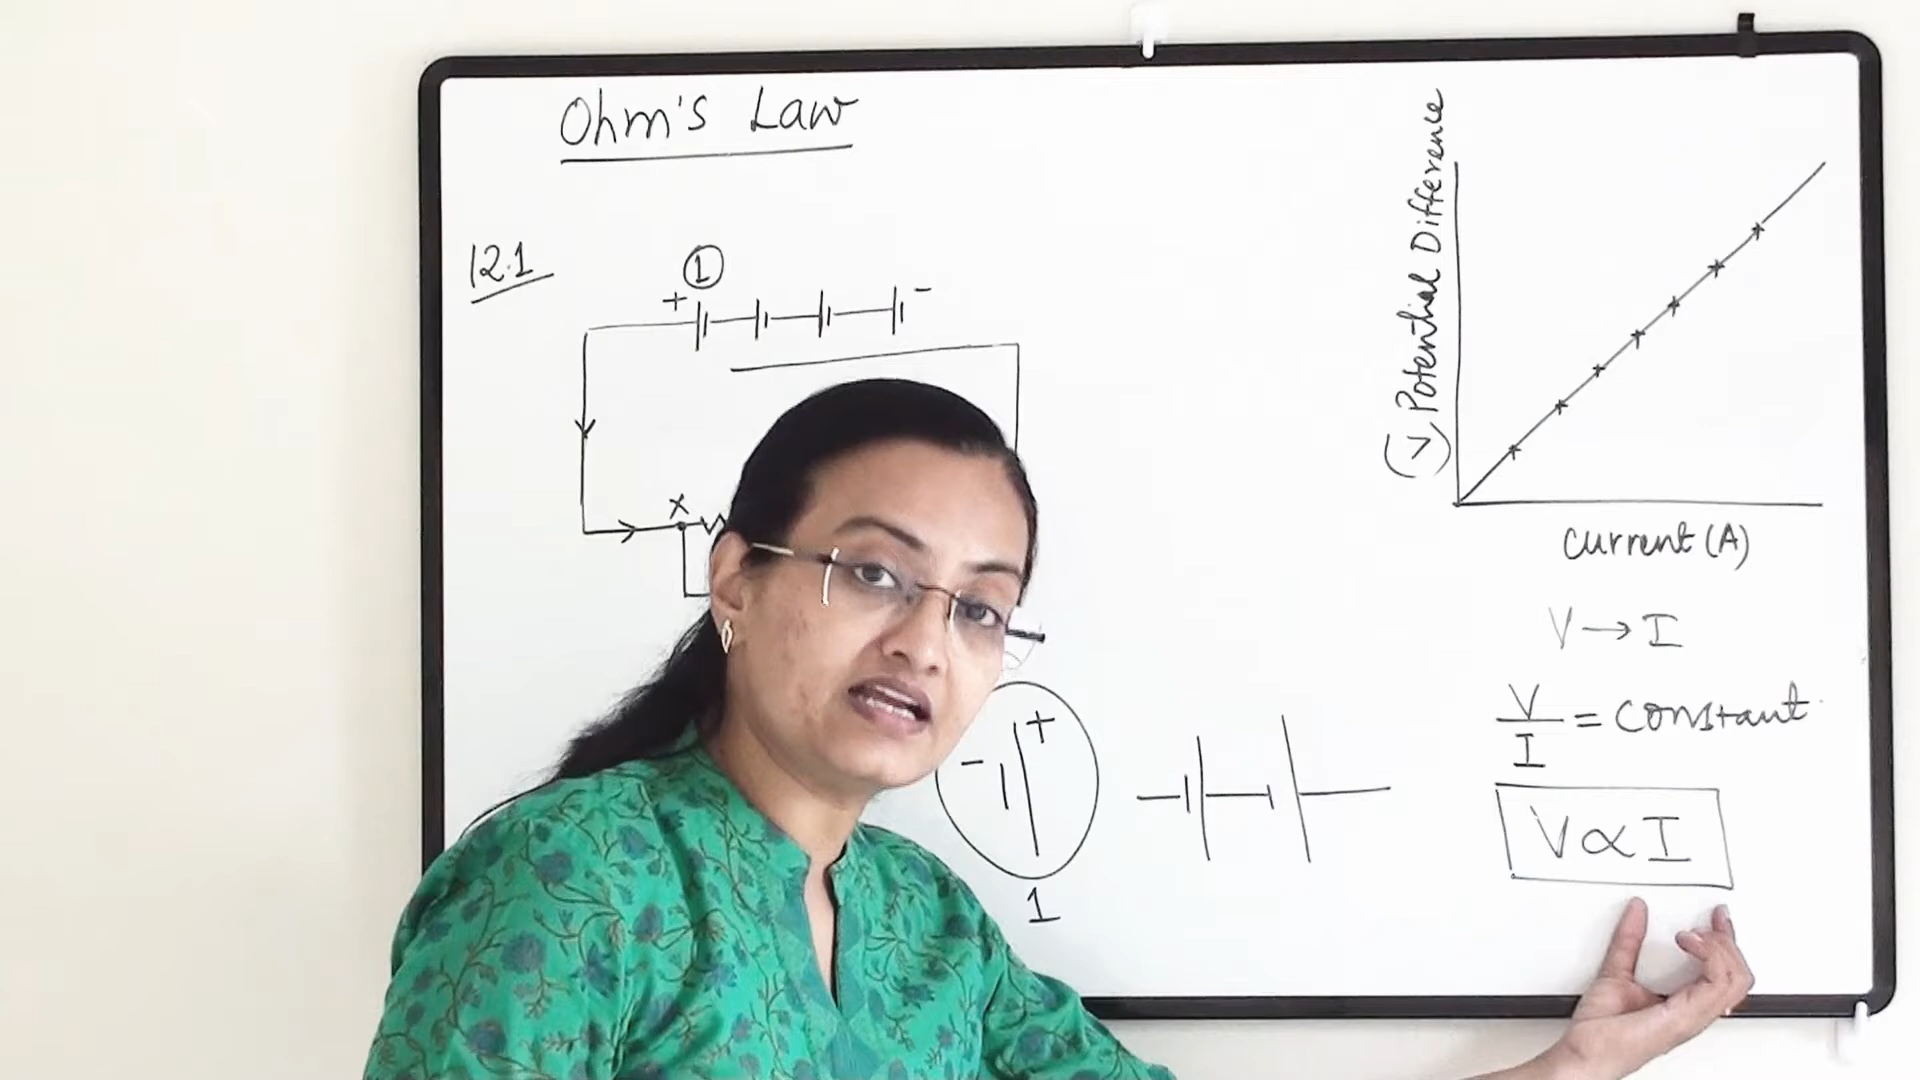 Ohm's Law
12.1
1
+ -
X
- +
1
(V) Potential Difference
Current (A)
V → I
V/I = constant
V ∝ I